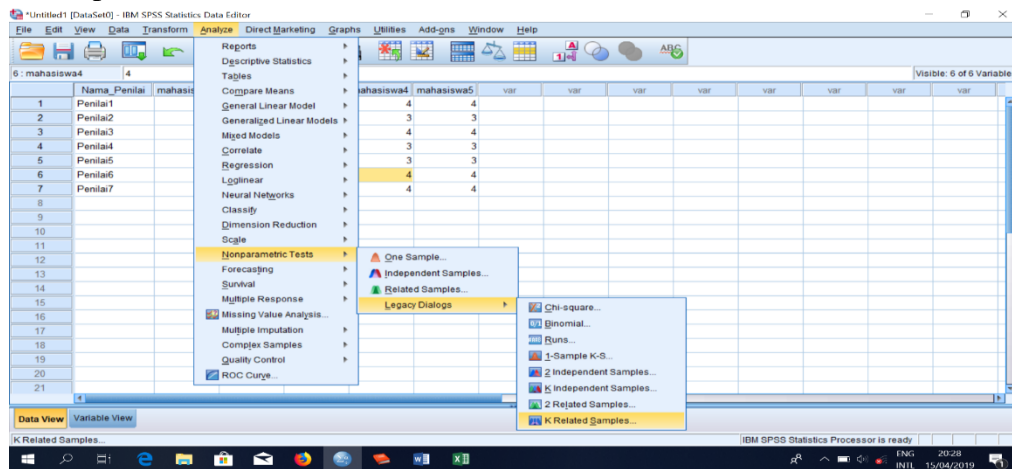 *Untitled1 [DataSet0] - IBM SPSS Statistics Data Editor
File Edit View Data Transform Analyze Direct Marketing Graphs Utilities Add-ons Window Help
6 : mahasiswa4 4 Visible: 6 of 6 Variable
Nama_Penilai mahasis ahasiswa4 mahasiswa5 var var var var var var var var
1 Penilai1 4 4
2 Penilai2 3 3
3 Penilai3 4 4
4 Penilai4 3 3
5 Penilai5 3 3
6 Penilai6 4 4
7 Penilai7 4 4
8
9
10
11
12
13
14
15
16
17
18
19
20
21
Reports
Descriptive Statistics
Tables
Compare Means
General Linear Model
Generalized Linear Models
Mixed Models
Correlate
Regression
Loglinear
Neural Networks
Classify
Dimension Reduction
Scale
Nonparametric Tests
Forecasting
Survival
Multiple Response
Missing Value Analysis...
Multiple Imputation
Complex Samples
Quality Control
ROC Curve...
One Sample...
Independent Samples...
Related Samples...
Legacy Dialogs
Chi-square...
Binomial...
Runs...
1-Sample K-S...
2 Independent Samples...
K Independent Samples...
2 Related Samples...
K Related Samples...
Data View Variable View
K Related Samples... IBM SPSS Statistics Processor is ready
ENG 20:28
INTL 15/04/2019